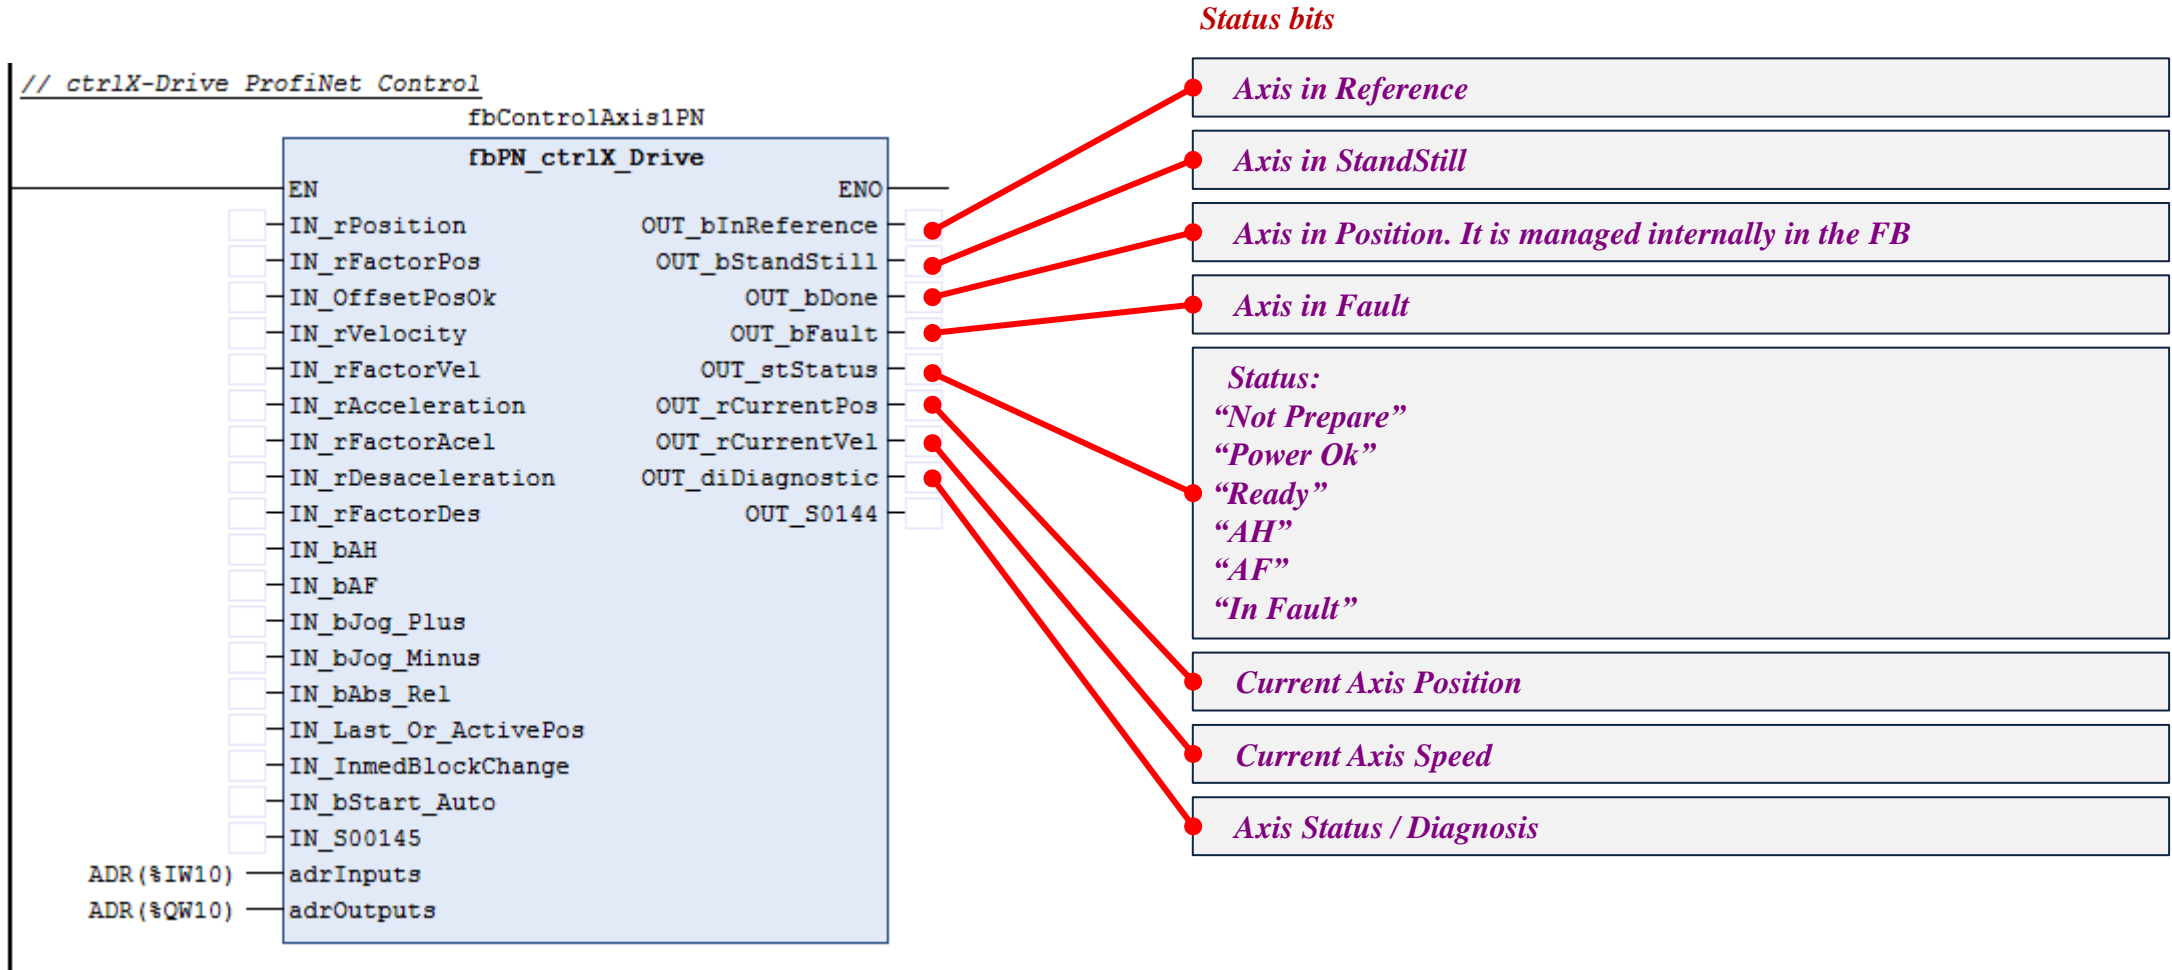 Status bits
// ctrlX-Drive ProfiNet Control
fbControlAxis1PN
fbPN_ctrlX_Drive
EN ENO
IN_rPosition OUT_bInReference
IN_rFactorPos OUT_bStandStill
IN_OffsetPosOk OUT_bDone
IN_rVelocity OUT_bFault
IN_rFactorVel OUT_stStatus
IN_rAcceleration OUT_rCurrentPos
IN_rFactorAcel OUT_rCurrentVel
IN_rDesaceleration OUT_diDiagnostic
IN_rFactorDes OUT_S0144
IN_bAH
IN_bAF
IN_bJog_Plus
IN_bJog_Minus
IN_bAbs_Rel
IN_Last_Or_ActivePos
IN_InmedBlockChange
IN_bStart_Auto
IN_S00145
ADR(%IW10) adrInputs
ADR(%QW10) adrOutputs
Axis in Reference
Axis in StandStill
Axis in Position. It is managed internally in the FB
Axis in Fault
Status:
“Not Prepare”
“Power Ok”
“Ready”
“AH”
“AF”
“In Fault”
Current Axis Position
Current Axis Speed
Axis Status / Diagnosis